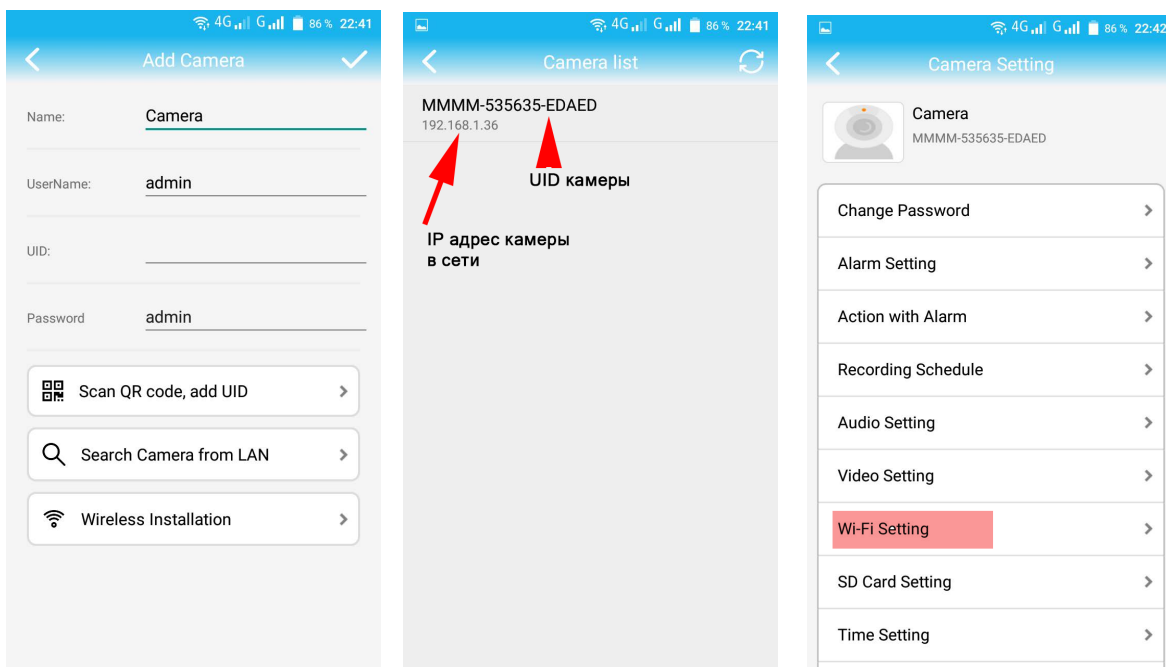 4G G 86 % 22:41
Add Camera
Name: Camera
UserName: admin
UID:
Password admin
Scan QR code, add UID
Search Camera from LAN
Wireless Installation
4G G 86 % 22:41
Camera list
MMMM-535635-EDAED
192.168.1.36
UID камеры
IP адрес камеры
в сети
4G G 86 % 22:42
Camera Setting
Camera
MMMM-535635-EDAED
Change Password
Alarm Setting
Action with Alarm
Recording Schedule
Audio Setting
Video Setting
Wi-Fi Setting
SD Card Setting
Time Setting